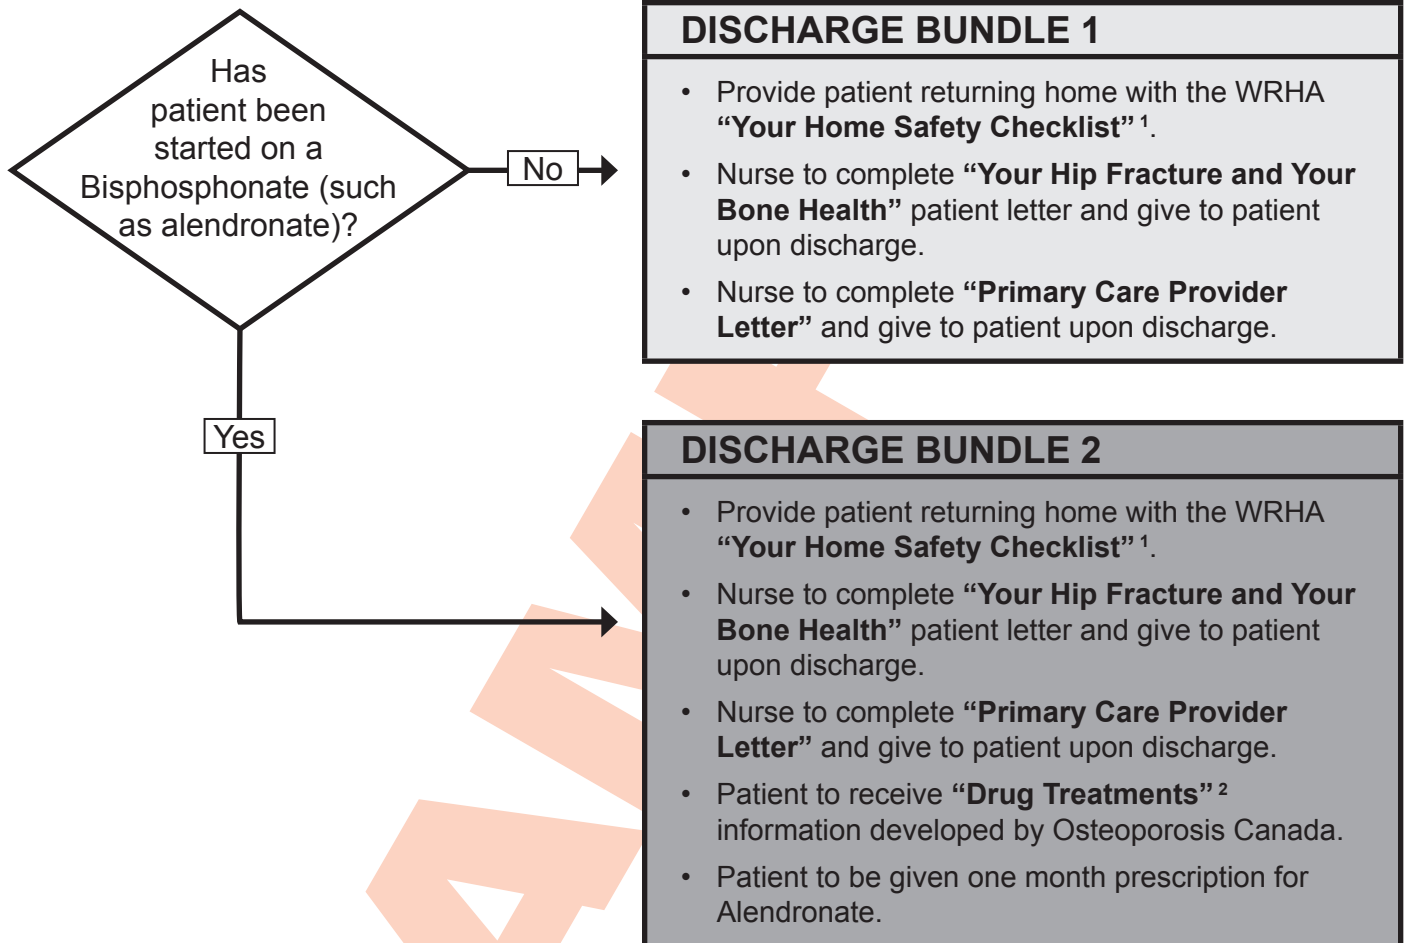 Has
patient been
started on a
Bisphosphonate (such
as alendronate)?
No
Yes
DISCHARGE BUNDLE 1
• Provide patient returning home with the WRHA
“Your Home Safety Checklist” ¹.
• Nurse to complete “Your Hip Fracture and Your
Bone Health” patient letter and give to patient
upon discharge.
• Nurse to complete “Primary Care Provider
Letter” and give to patient upon discharge.
DISCHARGE BUNDLE 2
• Provide patient returning home with the WRHA
“Your Home Safety Checklist” ¹.
• Nurse to complete “Your Hip Fracture and Your
Bone Health” patient letter and give to patient
upon discharge.
• Nurse to complete “Primary Care Provider
Letter” and give to patient upon discharge.
• Patient to receive “Drug Treatments” ²
information developed by Osteoporosis Canada.
• Patient to be given one month prescription for
Alendronate.